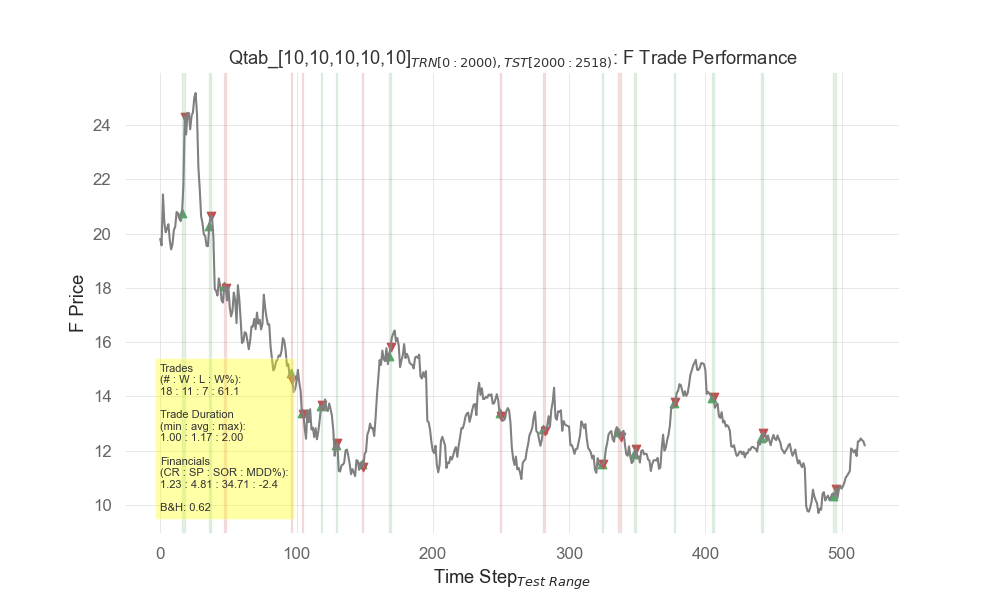 Qtab_[10,10,10,10,10]TRN[0 : 2000), TST[2000 : 2518): F Trade Performance
24
22
20
18
16
14
12
10
F Price
Trades
(# : W : L : W%):
18 : 11 : 7 : 61.1
Trade Duration
(min : avg : max):
1.00 : 1.17 : 2.00
Financials
(CR : SP : SOR : MDD%):
1.23 : 4.81 : 34.71 : -2.4
B&H: 0.62
0 100 200 300 400 500
Time StepTest Range